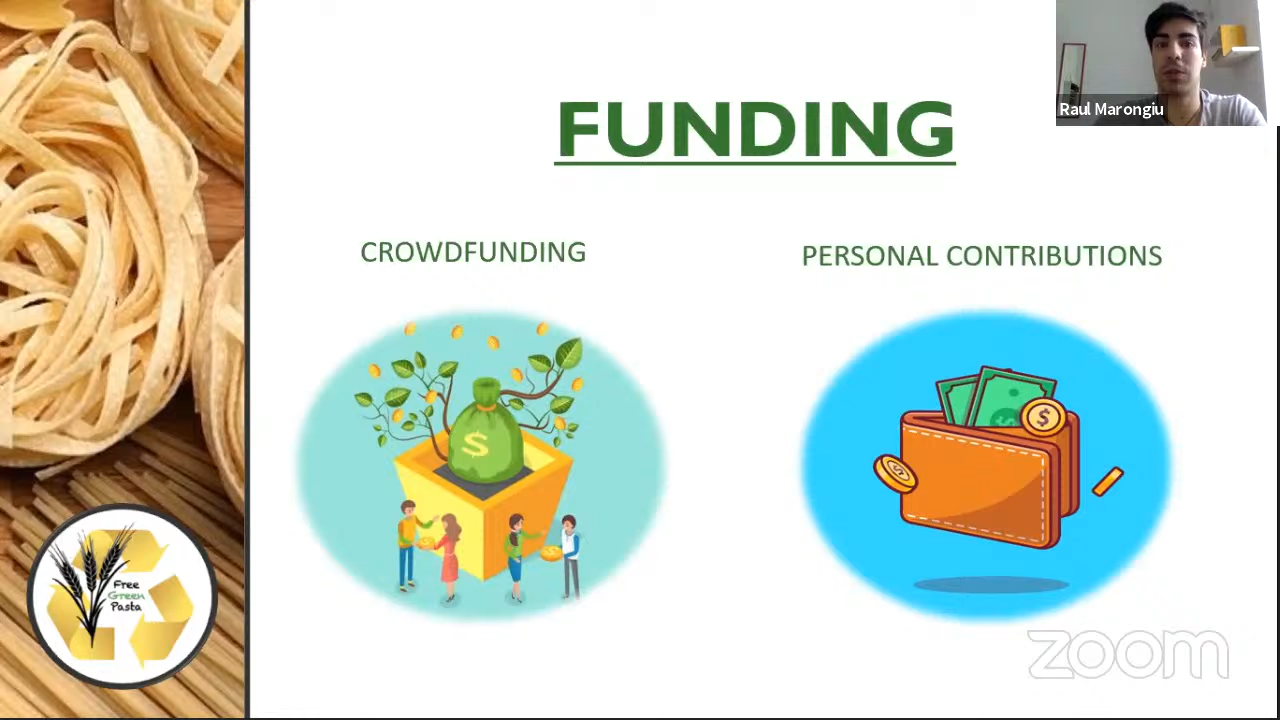 FUNDING
Raul Marongiu
CROWDFUNDING
PERSONAL CONTRIBUTIONS
$
$
$
$
Free
Green
Pasta
zoom